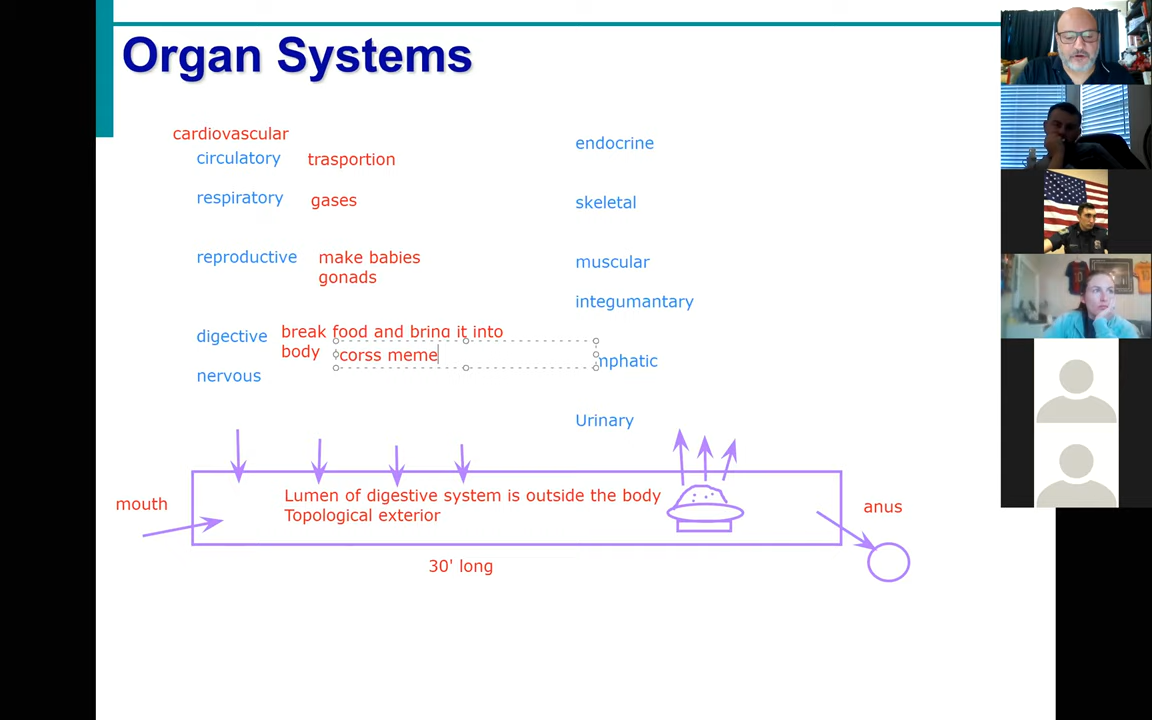 Organ Systems
cardiovascular
circulatory trasportion
respiratory gases
reproductive make babies
gonads
digective break food and bring it into
body corss meme
nervous
endocrine
skeletal
muscular
integumantary
mphatic
Urinary
mouth
Lumen of digestive system is outside the body
Topological exterior
anus
30' long